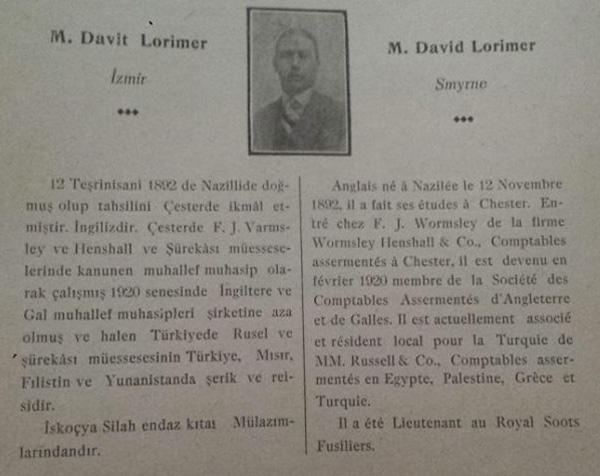 M. Davit Lorimer
İzmir
12 Teşrinisani 1892 de Nazillide doğ-
muş olup tahsilini Çesterde ikmâl et-
miştir. İngilizdir. Çesterde F. J. Varms-
ley ve Henshall ve Şürekâsı müessese-
lerinde kanunen muhallef muhasip ola-
rak çalışmış 1920 senesinde İngiltere ve
Gal muhallef muhasipleri şirketine aza
olmuş ve halen Türkiyede Rusel ve
şürekâsı müessesesinin Türkiye, Mısır,
Filistin ve Yunanistanda şerik ve rei-
sidir.
İskoçya Silah endaz kıtaı Mülazım-
larindandır.
M. David Lorimer
Smyrne
Anglais né à Nazilée le 12 Novembre
1892, il a fait ses études à Chester. En-
tré chez F. J. Wormsley de la firme
Wormsley Henshall & Co., Comptables
assermentés à Chester, il est devenu en
février 1920 membre de la Société des
Comptables Assermentés d'Angleterre
et de Galles. Il est actuellement associé
et résident local pour la Turquie de
MM. Russell & Co., Comptables asser-
mentés en Egypte, Palestine, Grèce et
Turquie.
Il a été Lieutenant au Royal Soots
Fusiliers.